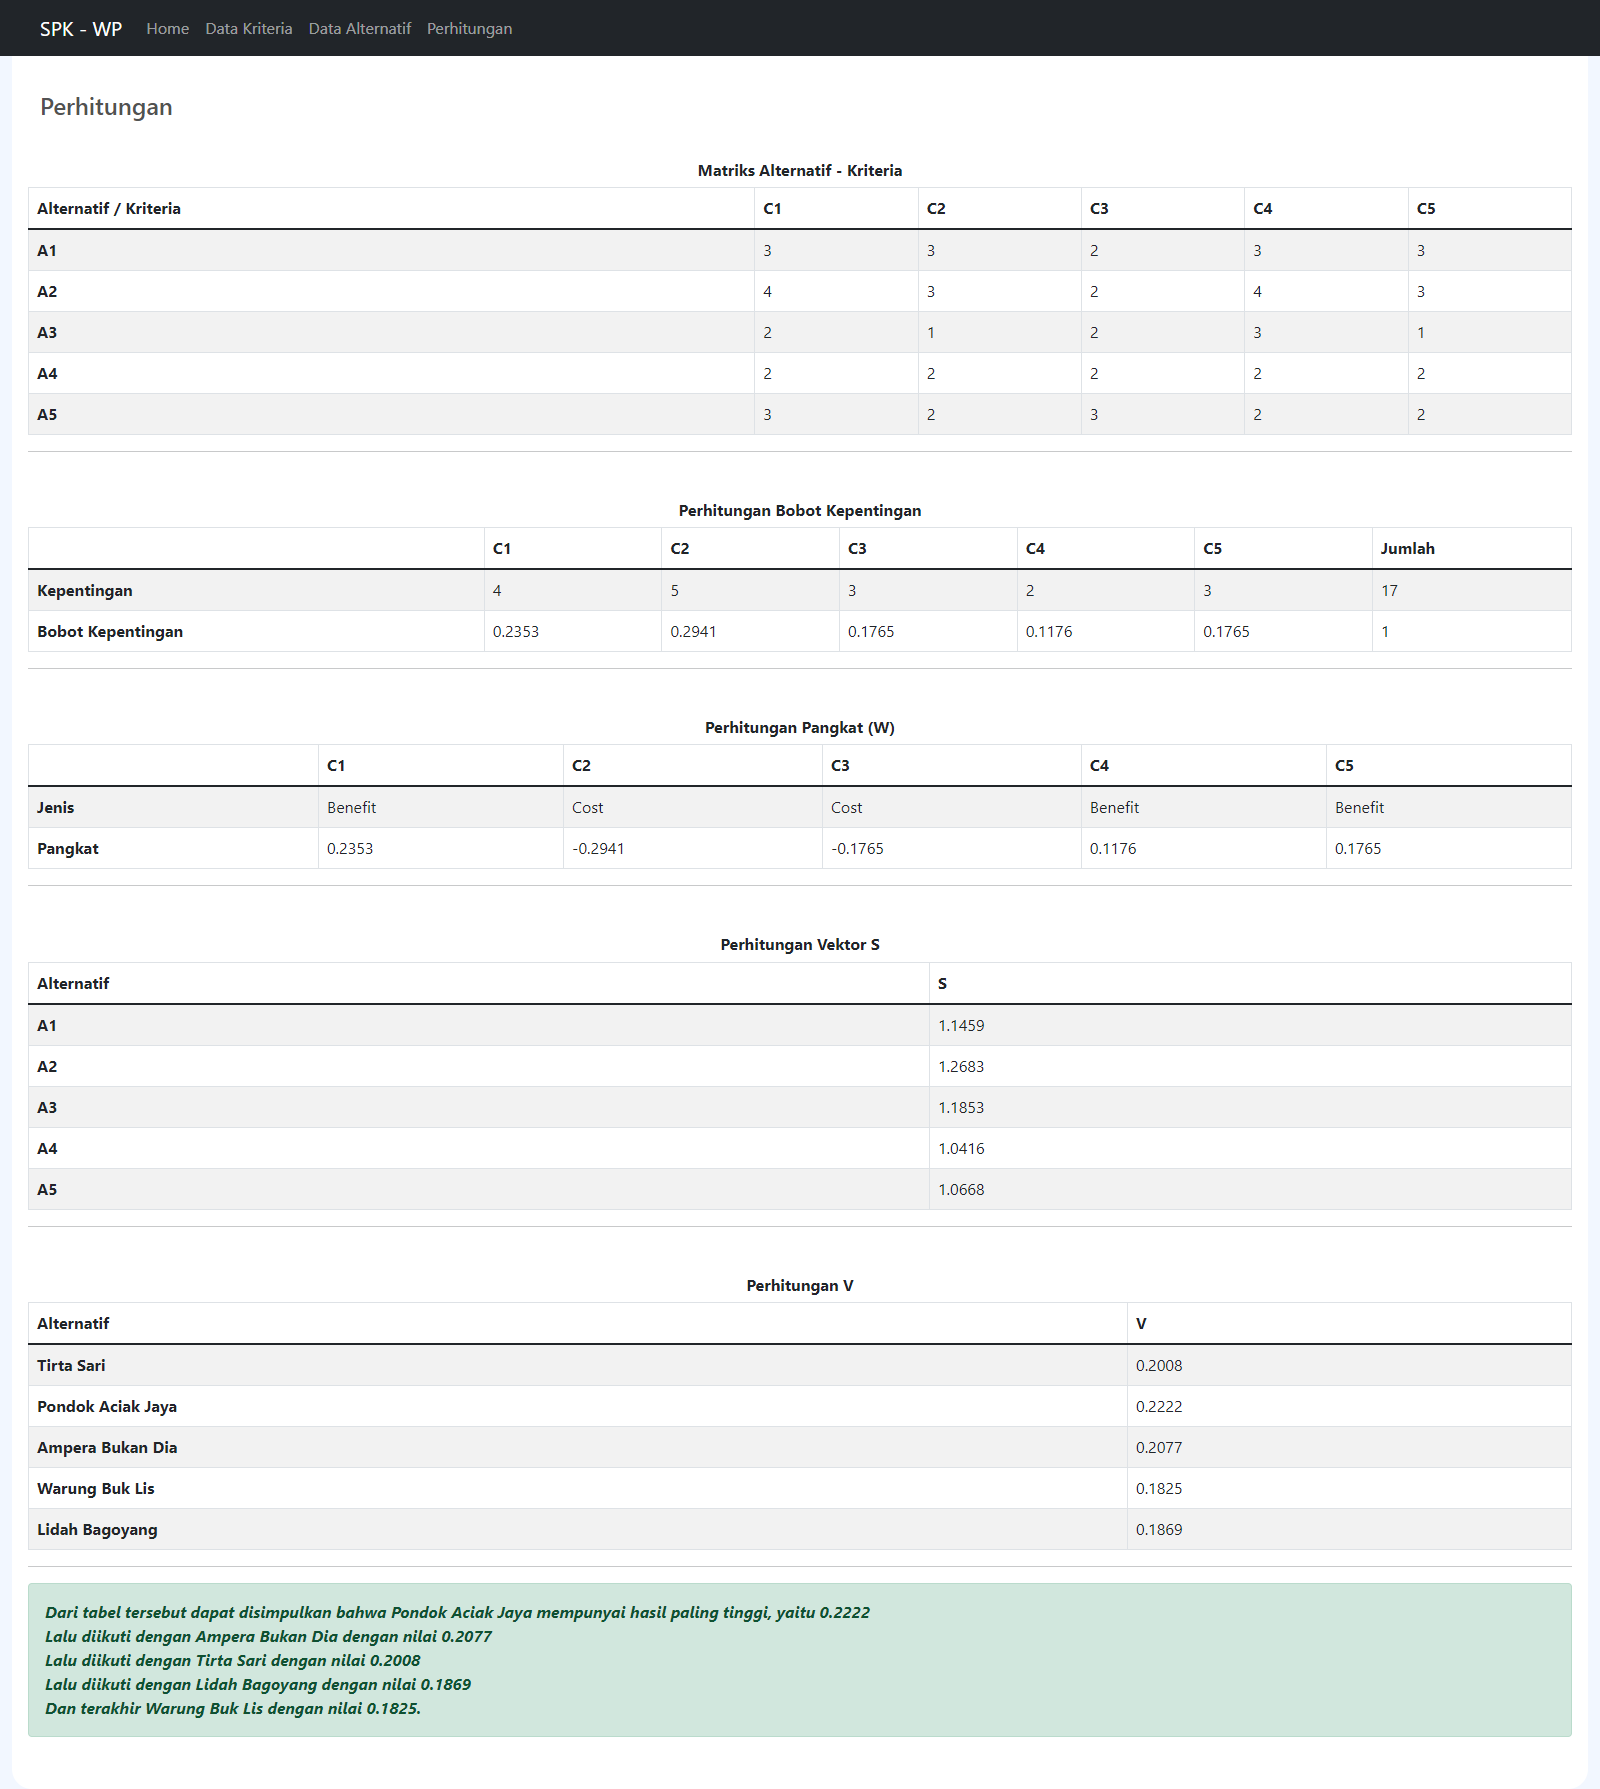 SPK - WP Home Data Kriteria Data Alternatif Perhitungan
Perhitungan
Matriks Alternatif - Kriteria
Alternatif / Kriteria C1 C2 C3 C4 C5
A1 3 3 2 3 3
A2 4 3 2 4 3
A3 2 1 2 3 1
A4 2 2 2 2 2
A5 3 2 3 2 2
Perhitungan Bobot Kepentingan
C1 C2 C3 C4 C5 Jumlah
Kepentingan 4 5 3 2 3 17
Bobot Kepentingan 0.2353 0.2941 0.1765 0.1176 0.1765 1
Perhitungan Pangkat (W)
C1 C2 C3 C4 C5
Jenis Benefit Cost Cost Benefit Benefit
Pangkat 0.2353 -0.2941 -0.1765 0.1176 0.1765
Perhitungan Vektor S
Alternatif S
A1 1.1459
A2 1.2683
A3 1.1853
A4 1.0416
A5 1.0668
Perhitungan V
Alternatif V
Tirta Sari 0.2008
Pondok Aciak Jaya 0.2222
Ampera Bukan Dia 0.2077
Warung Buk Lis 0.1825
Lidah Bagoyang 0.1869
Dari tabel tersebut dapat disimpulkan bahwa Pondok Aciak Jaya mempunyai hasil paling tinggi, yaitu 0.2222
Lalu diikuti dengan Ampera Bukan Dia dengan nilai 0.2077
Lalu diikuti dengan Tirta Sari dengan nilai 0.2008
Lalu diikuti dengan Lidah Bagoyang dengan nilai 0.1869
Dan terakhir Warung Buk Lis dengan nilai 0.1825.